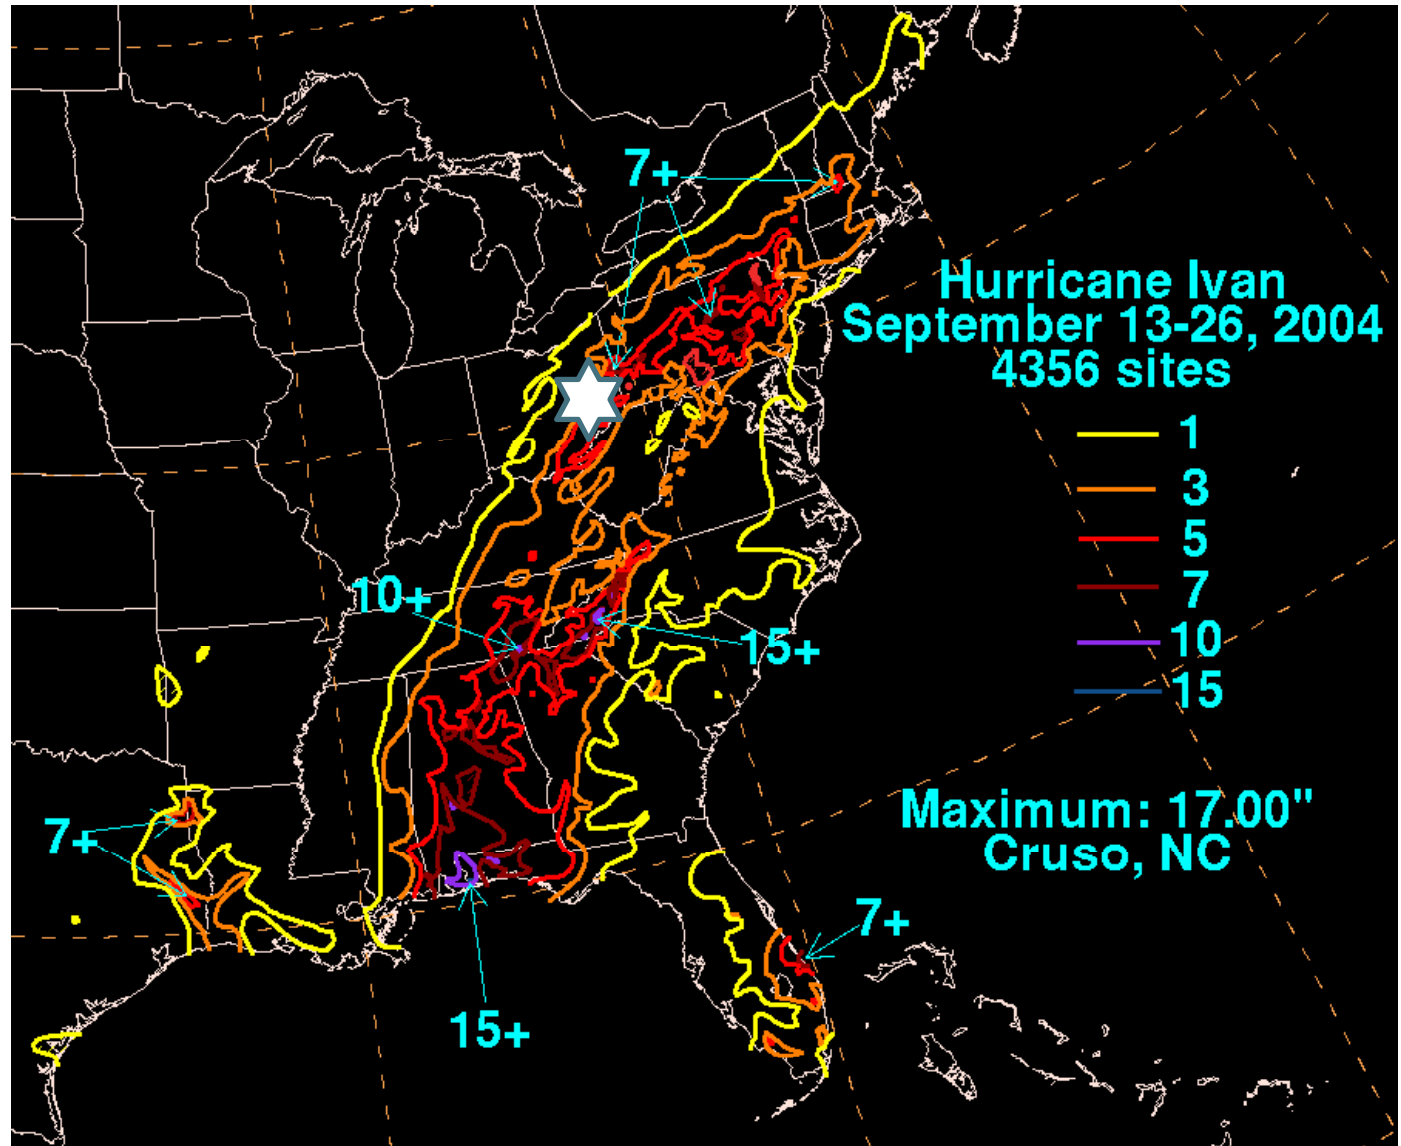 7+
Hurricane Ivan
September 13-26, 2004
4356 sites
1
3
5
7
10
15
10+
15+
Maximum: 17.00"
Cruso, NC
7+
7+
15+